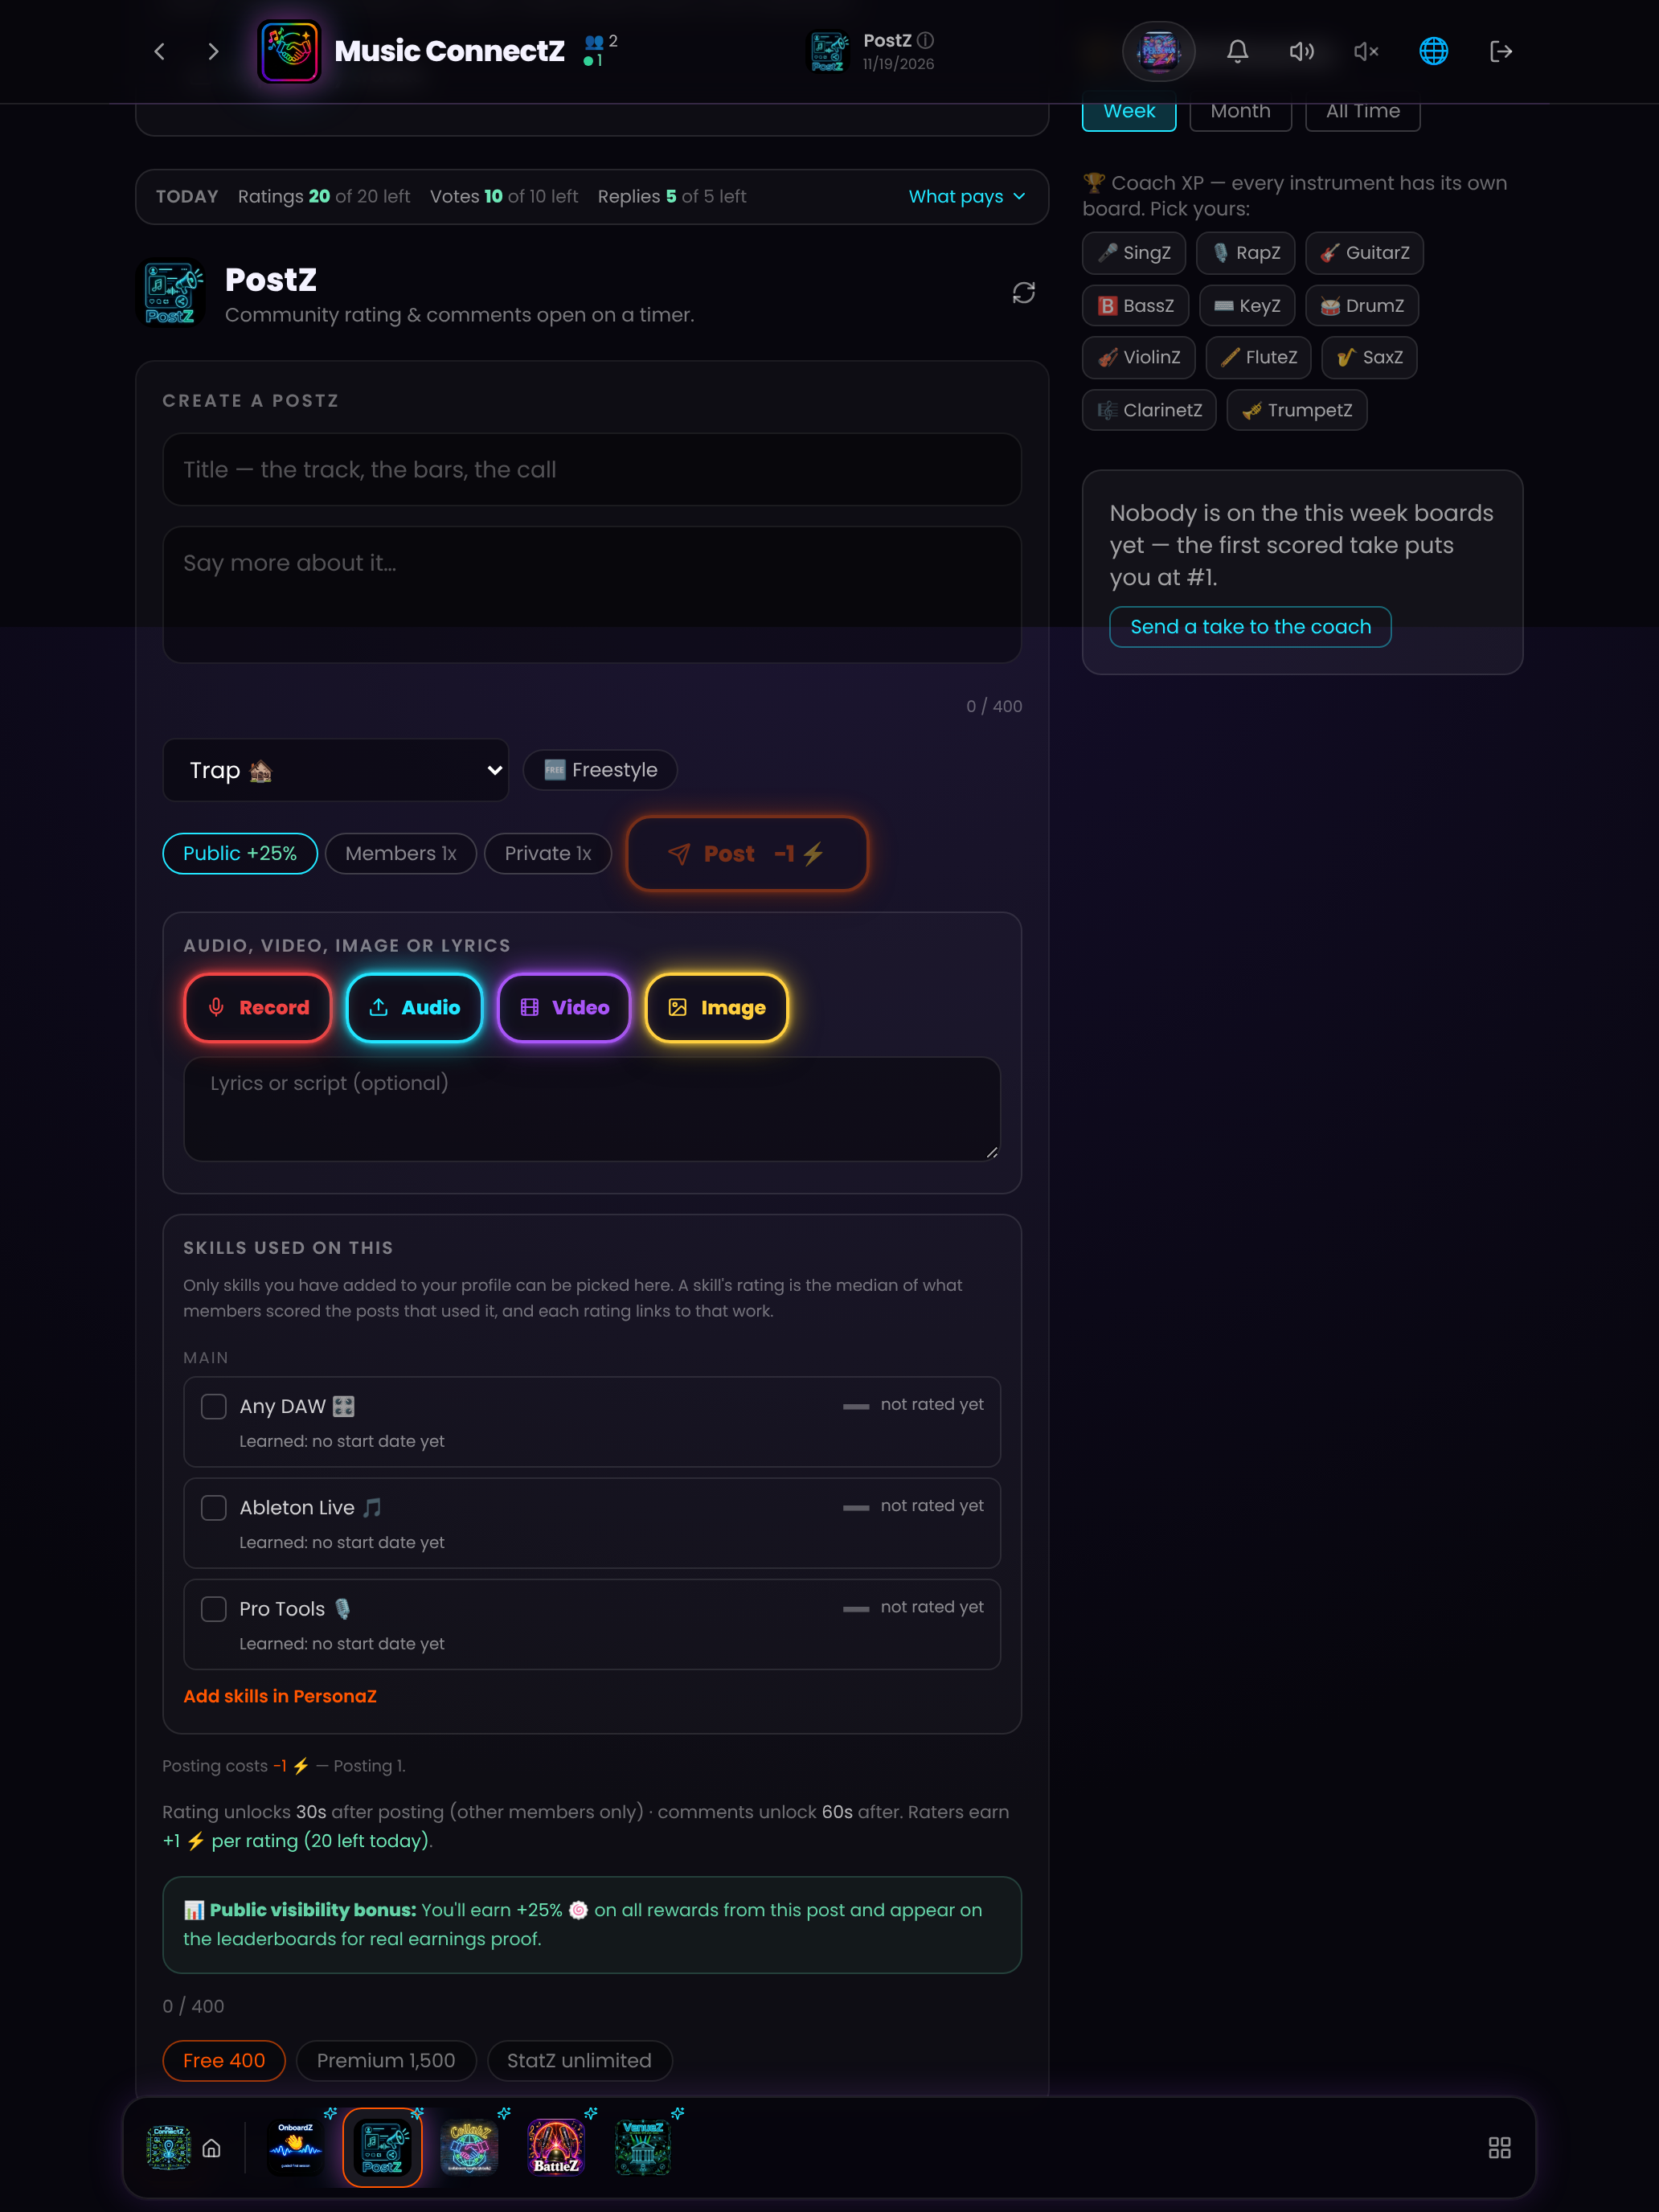 Music ConnectZ
👥 2
1
PostZ ⓘ
11/19/2026
Week
Month
All Time
TODAY Ratings 20 of 20 left Votes 10 of 10 left Replies 5 of 5 left What pays
🏆 Coach XP — every instrument has its own
board. Pick yours:
🎤 SingZ
🎙️ RapZ
🎸 GuitarZ
🅱️ BassZ
⌨️ KeyZ
🥁 DrumZ
🎻 ViolinZ
🪈 FluteZ
🎷 SaxZ
🎼 ClarinetZ
🎺 TrumpetZ
Nobody is on the this week boards
yet — the first scored take puts
you at #1.
Send a take to the coach
PostZ
PostZ
Community rating & comments open on a timer.
CREATE A POSTZ
Title — the track, the bars, the call
Say more about it…
0 / 400
Trap 🏚️
🆓 Freestyle
Public +25%
Members 1x
Private 1x
Post -1 ⚡
AUDIO, VIDEO, IMAGE OR LYRICS
Record
Audio
Video
Image
Lyrics or script (optional)
SKILLS USED ON THIS
Only skills you have added to your profile can be picked here. A skill's rating is the median of what
members scored the posts that used it, and each rating links to that work.
MAIN
Any DAW 🎛️ — not rated yet
Learned: no start date yet
Ableton Live 🎵 — not rated yet
Learned: no start date yet
Pro Tools 🎙️ — not rated yet
Learned: no start date yet
Add skills in PersonaZ
Posting costs -1 ⚡ — Posting 1.
Rating unlocks 30s after posting (other members only) · comments unlock 60s after. Raters earn
+1 ⚡ per rating (20 left today).
📊 Public visibility bonus: You'll earn +25% 🍥 on all rewards from this post and appear on
the leaderboards for real earnings proof.
0 / 400
Free 400
Premium 1,500
StatZ unlimited
ConnectZ
OnboardZ
PostZ
CollabZ
BattleZ
VenueZ